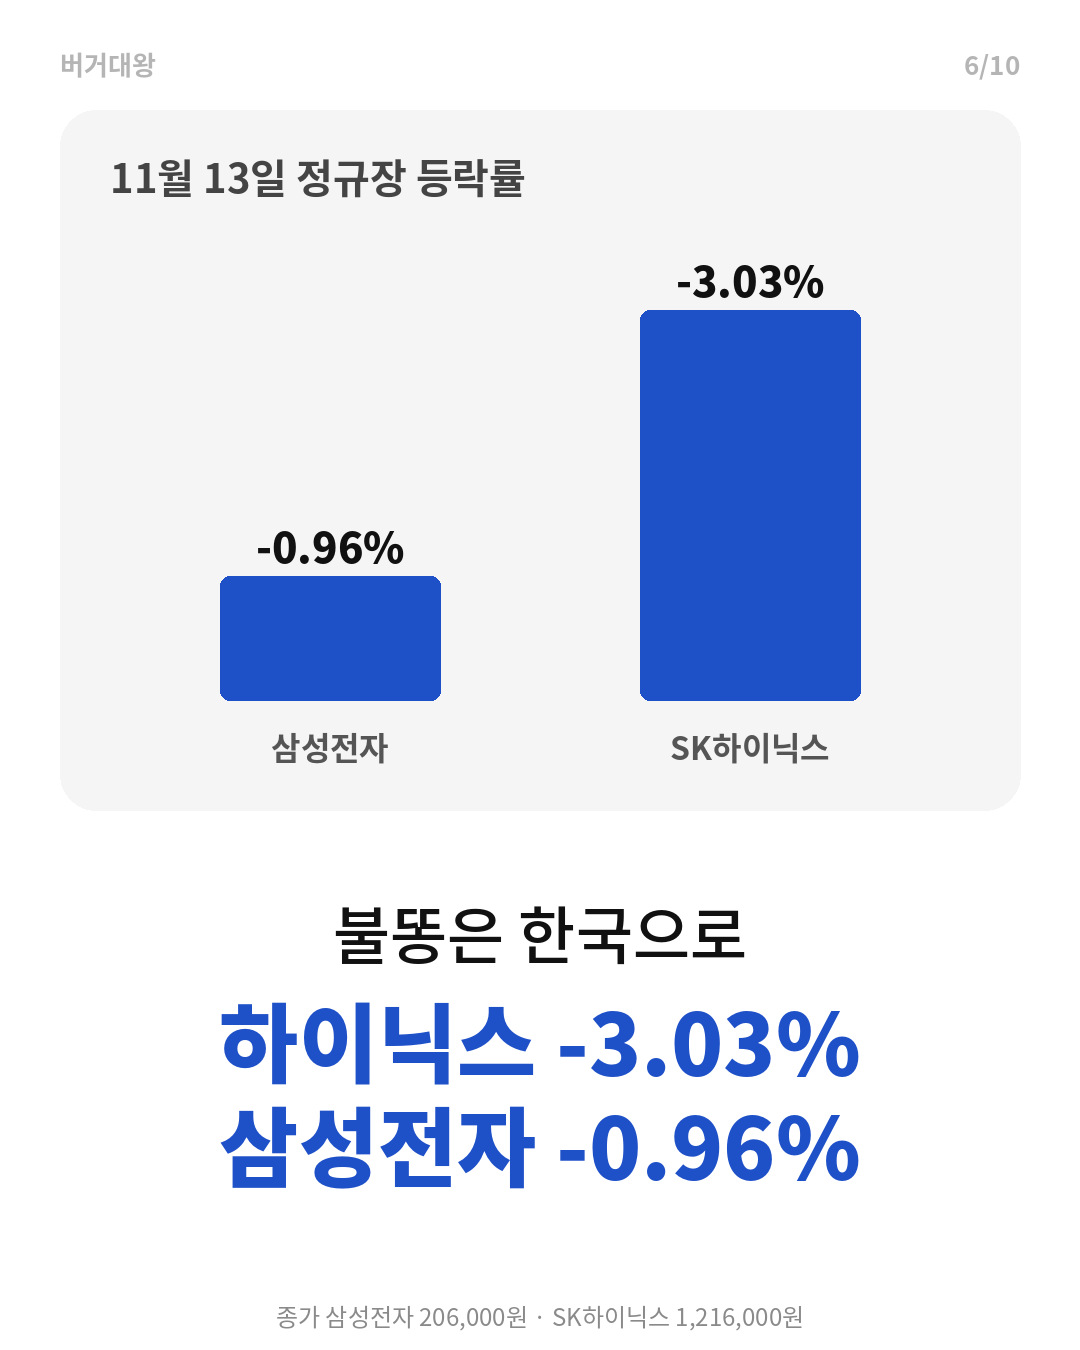 버거대왕
6/10
11월 13일 정규장 등락률
-3.03%
-0.96%
삼성전자
SK하이닉스
불똥은 한국으로
하이닉스 -3.03%
삼성전자 -0.96%
종가 삼성전자 206,000원 · SK하이닉스 1,216,000원